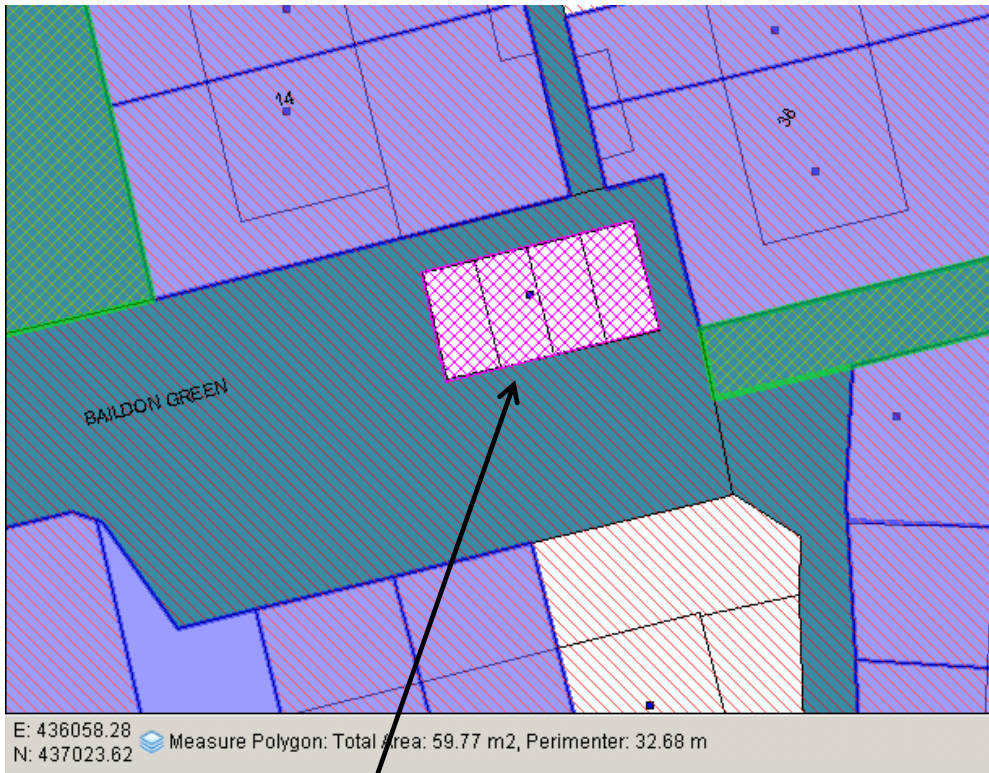 14
36
BAILDON GREEN
E: 436058.28
N: 437023.62
Measure Polygon: Total Area: 59.77 m2, Perimenter: 32.68 m